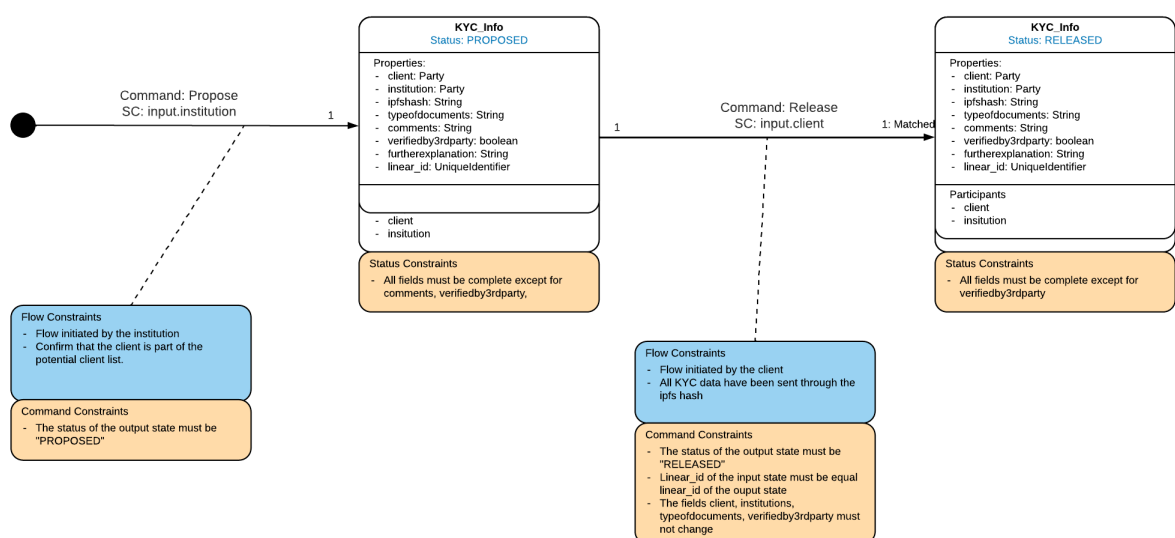 Command: Propose
SC: input.institution
1
KYC_Info
Status: PROPOSED
Properties:
- client: Party
- institution: Party
- ipfshash: String
- typeofdocuments: String
- comments: String
- verifiedby3rdparty: boolean
- furtherexplanation: String
- linear_id: UniqueIdentifier
- client
- insitution
Status Constraints
- All fields must be complete except for
comments, verifiedby3rdparty,
Flow Constraints
- Flow initiated by the institution
- Confirm that the client is part of the
potential client list.
Command Constraints
- The status of the output state must be
"PROPOSED"
1
Command: Release
SC: input.client
1: Matched
Flow Constraints
- Flow initiated by the client
- All KYC data have been sent through the
ipfs hash
Command Constraints
- The status of the output state must be
"RELEASED"
- Linear_id of the input state must be equal
linear_id of the ouput state
- The fields client, institutions,
typeofdocuments, verifiedby3rdparty must
not change
KYC_Info
Status: RELEASED
Properties:
- client: Party
- institution: Party
- ipfshash: String
- typeofdocuments: String
- comments: String
- verifiedby3rdparty: boolean
- furtherexplanation: String
- linear_id: UniqueIdentifier
Participants
- client
- insitution
Status Constraints
- All fields must be complete except for
verifiedby3rdparty